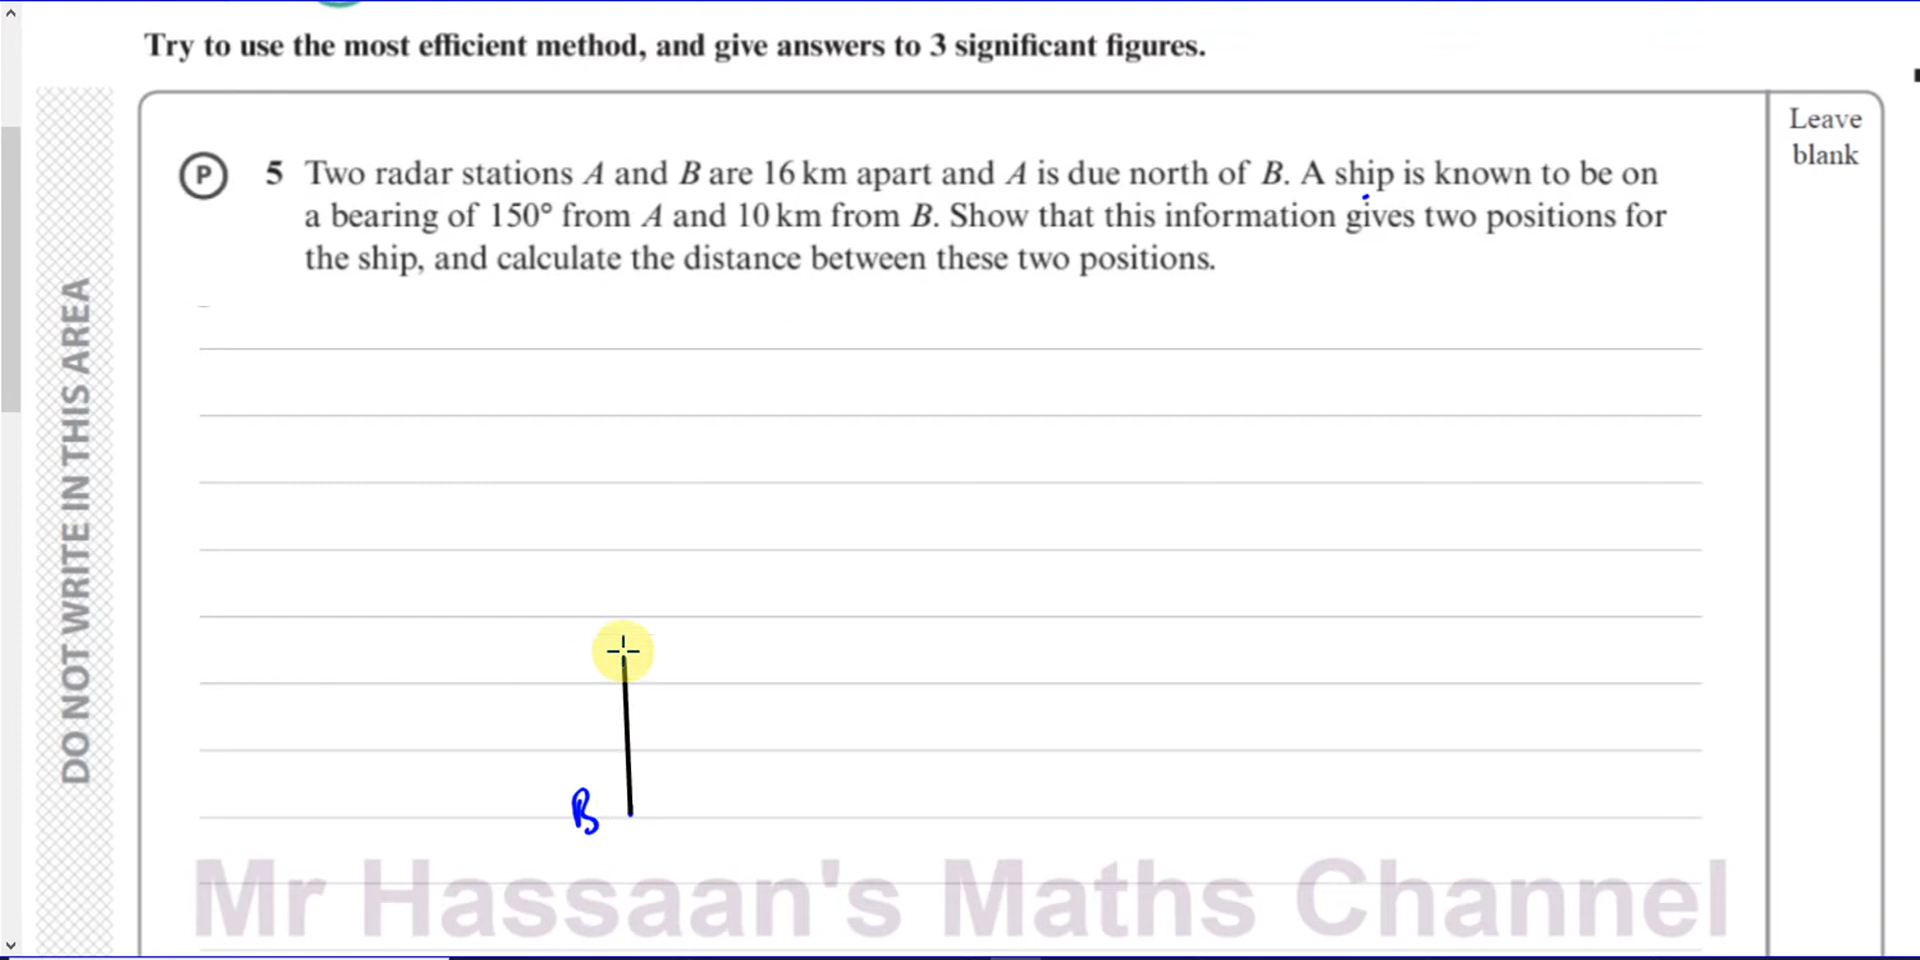 Try to use the most efficient method, and give answers to 3 significant figures.
Leave
blank
P 5 Two radar stations A and B are 16 km apart and A is due north of B. A ship is known to be on
a bearing of 150° from A and 10 km from B. Show that this information gives two positions for
the ship, and calculate the distance between these two positions.
DO NOT WRITE IN THIS AREA
B
Mr Hassaan's Maths Channel